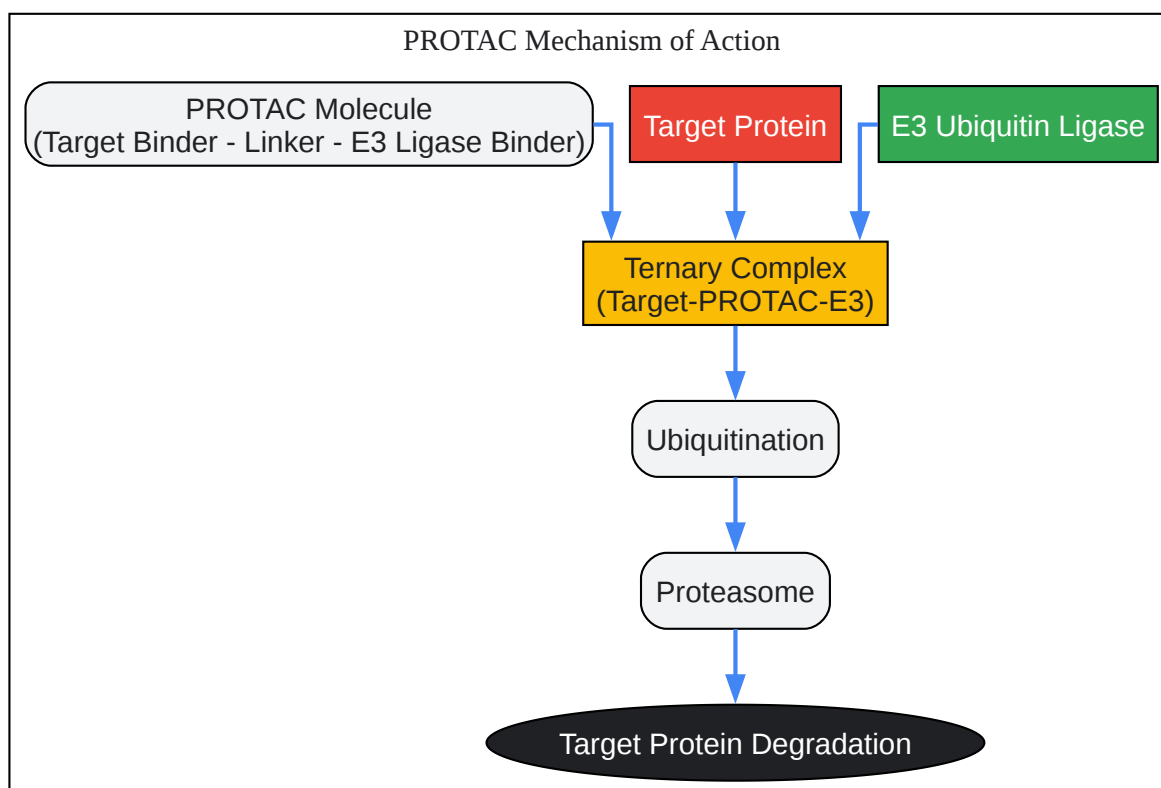 PROTAC Mechanism of Action
PROTAC Molecule
(Target Binder - Linker - E3 Ligase Binder)
Target Protein
E3 Ubiquitin Ligase
Ternary Complex
(Target-PROTAC-E3)
Ubiquitination
Proteasome
Target Protein Degradation